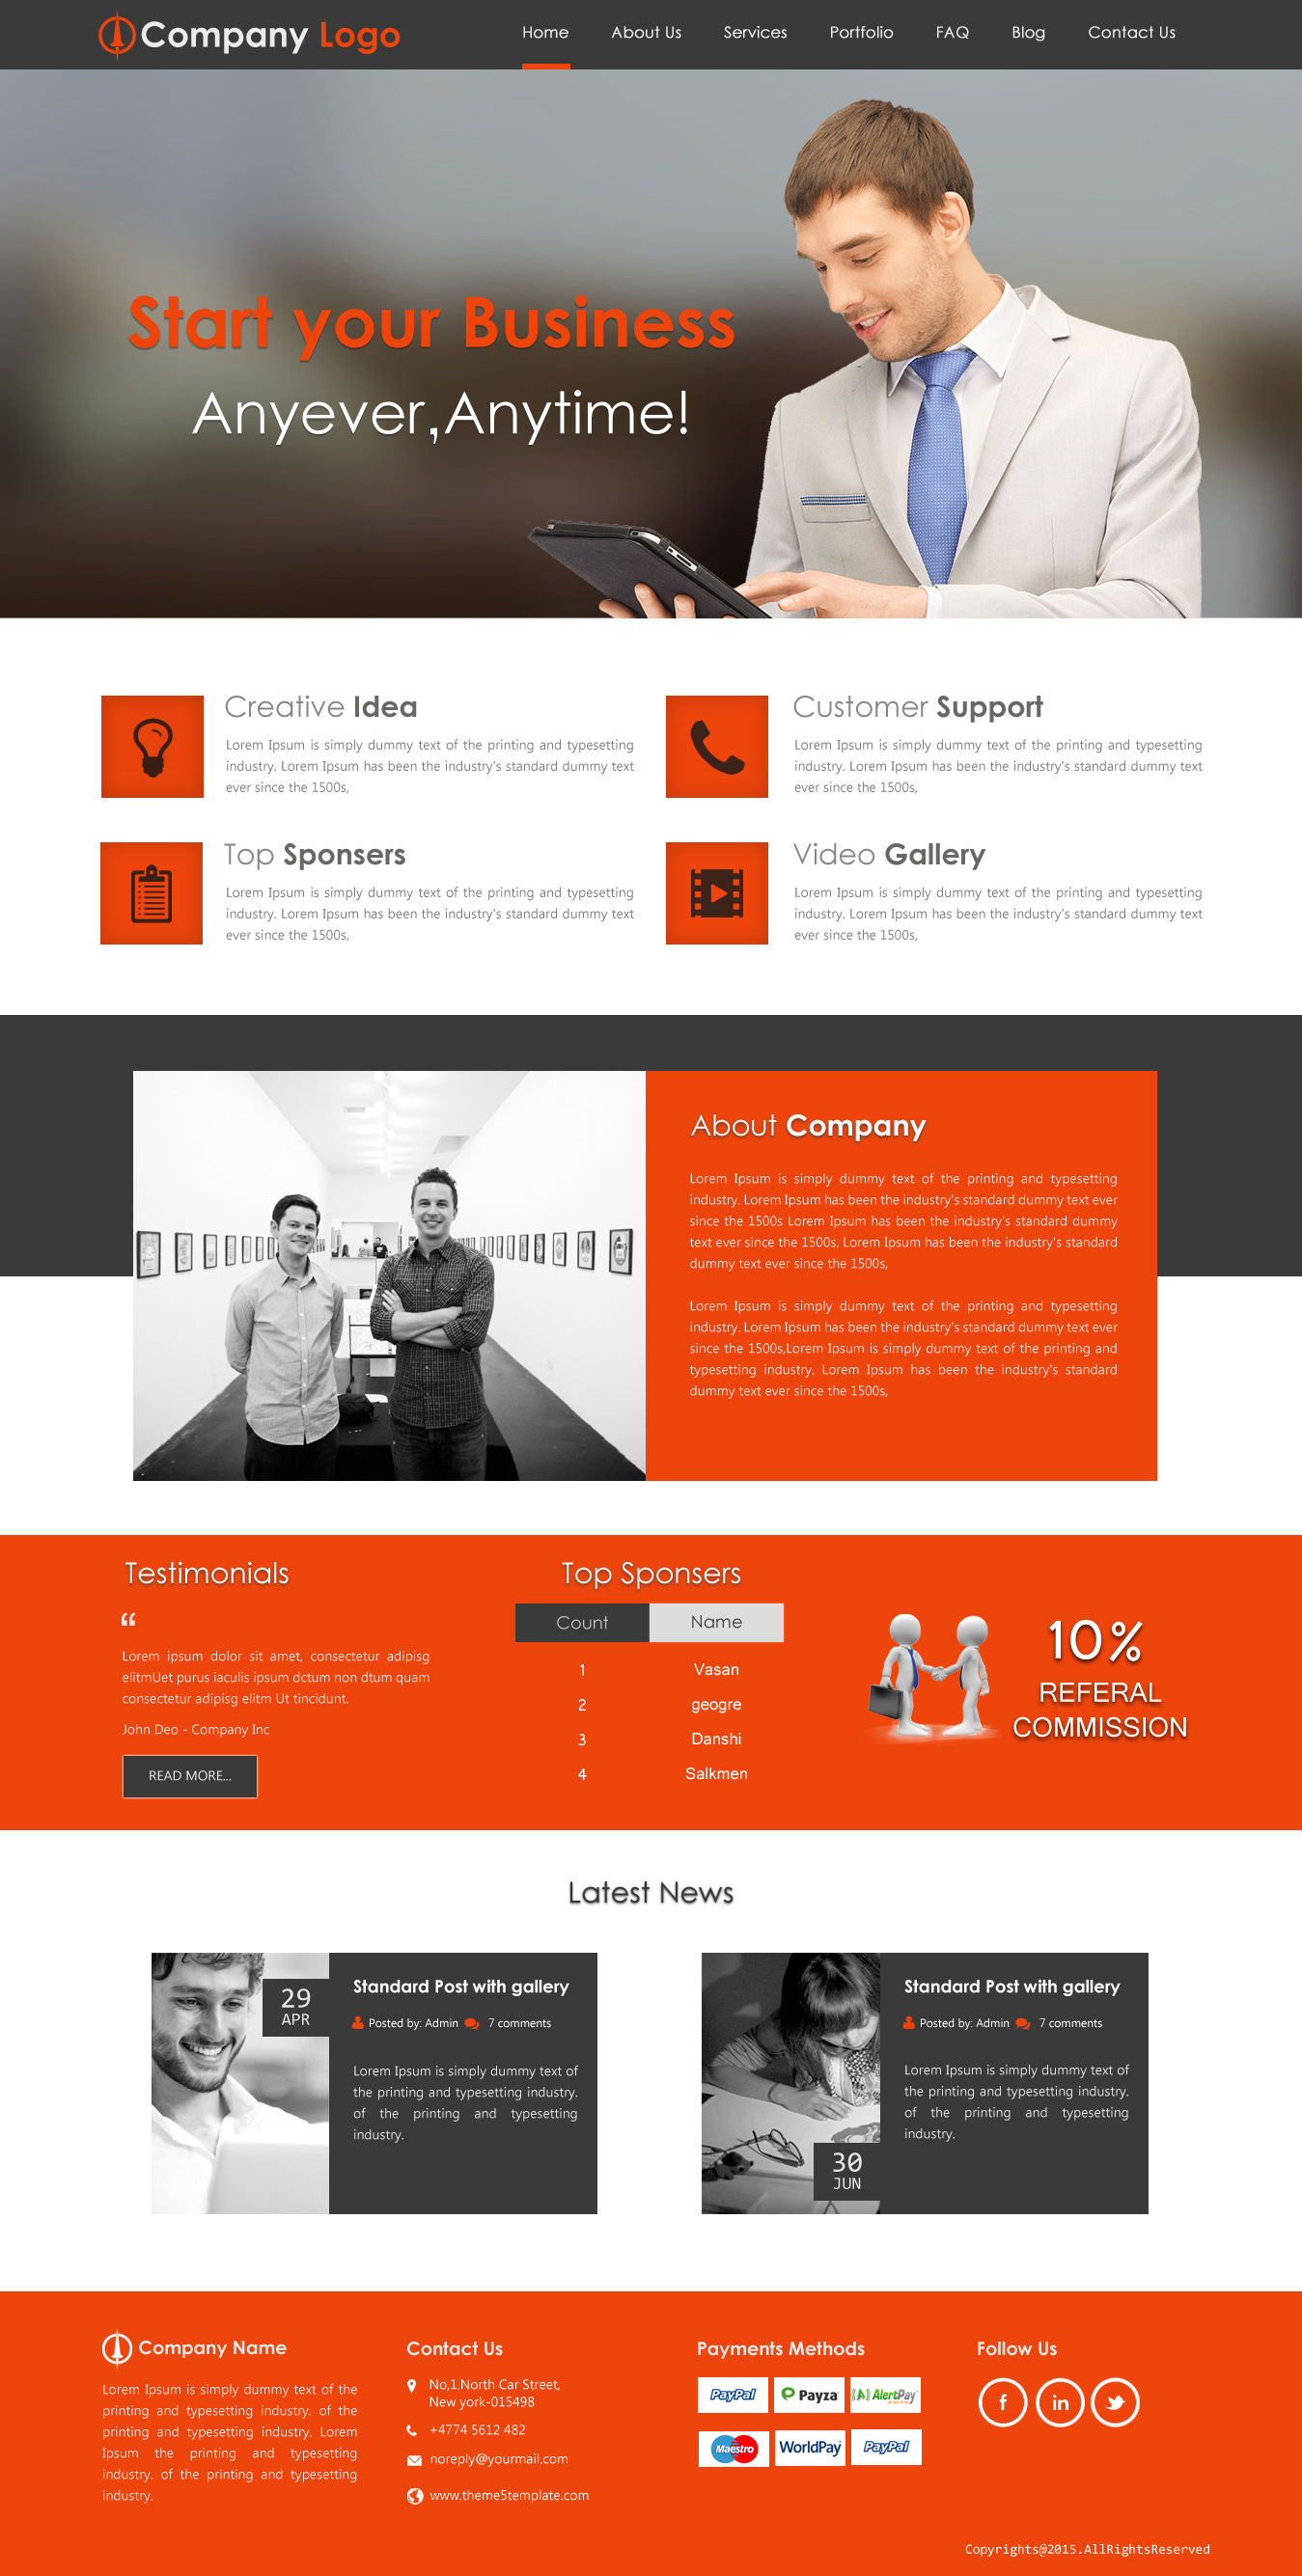 Company Logo
Home About Us Services Portfolio FAQ Blog Contact Us
Start your Business
Anyever,Anytime!
Creative Idea
Lorem Ipsum is simply dummy text of the printing and typesetting
industry. Lorem Ipsum has been the industry's standard dummy text
ever since the 1500s,
Customer Support
Lorem Ipsum is simply dummy text of the printing and typesetting
industry. Lorem Ipsum has been the industry's standard dummy text
ever since the 1500s,
Top Sponsers
Lorem Ipsum is simply dummy text of the printing and typesetting
industry. Lorem Ipsum has been the industry's standard dummy text
ever since the 1500s,
Video Gallery
Lorem Ipsum is simply dummy text of the printing and typesetting
industry. Lorem Ipsum has been the industry's standard dummy text
ever since the 1500s,
About Company
Lorem Ipsum is simply dummy text of the printing and typesetting
industry. Lorem Ipsum has been the industry's standard dummy text ever
since the 1500s Lorem Ipsum has been the industry's standard dummy
text ever since the 1500s, Lorem Ipsum has been the industry's standard
dummy text ever since the 1500s,
Lorem Ipsum is simply dummy text of the printing and typesetting
industry. Lorem Ipsum has been the industry's standard dummy text ever
since the 1500s,Lorem Ipsum is simply dummy text of the printing and
typesetting industry. Lorem Ipsum has been the industry's standard
dummy text ever since the 1500s,
Testimonials
“
Lorem ipsum dolor sit amet, consectetur adipisg
elitmUet purus iaculis ipsum dctum non dtum quam
consectetur adipisg elitm Ut tincidunt.
John Deo - Company Inc
READ MORE...
Top Sponsers
Count Name
1 Vasan
2 geogre
3 Danshi
4 Salkmen
10%
REFERAL
COMMISSION
Latest News
29
APR
Standard Post with gallery
Posted by: Admin 7 comments
Lorem Ipsum is simply dummy text of
the printing and typesetting industry.
of the printing and typesetting
industry.
30
JUN
Standard Post with gallery
Posted by: Admin 7 comments
Lorem Ipsum is simply dummy text of
the printing and typesetting industry.
of the printing and typesetting
industry.
Company Name
Lorem Ipsum is simply dummy text of the
printing and typesetting industry. of the
printing and typesetting industry. Lorem
Ipsum the printing and typesetting
industry. of the printing and typesetting
industry.
Contact Us
No,1.North Car Street,
New york-015498
+4774 5612 482
noreply@yourmail.com
www.theme5template.com
Payments Methods
PayPal Payza AlertPay
Maestro WorldPay PayPal
Follow Us
f in
Copyrights@2015.AllRightsReserved